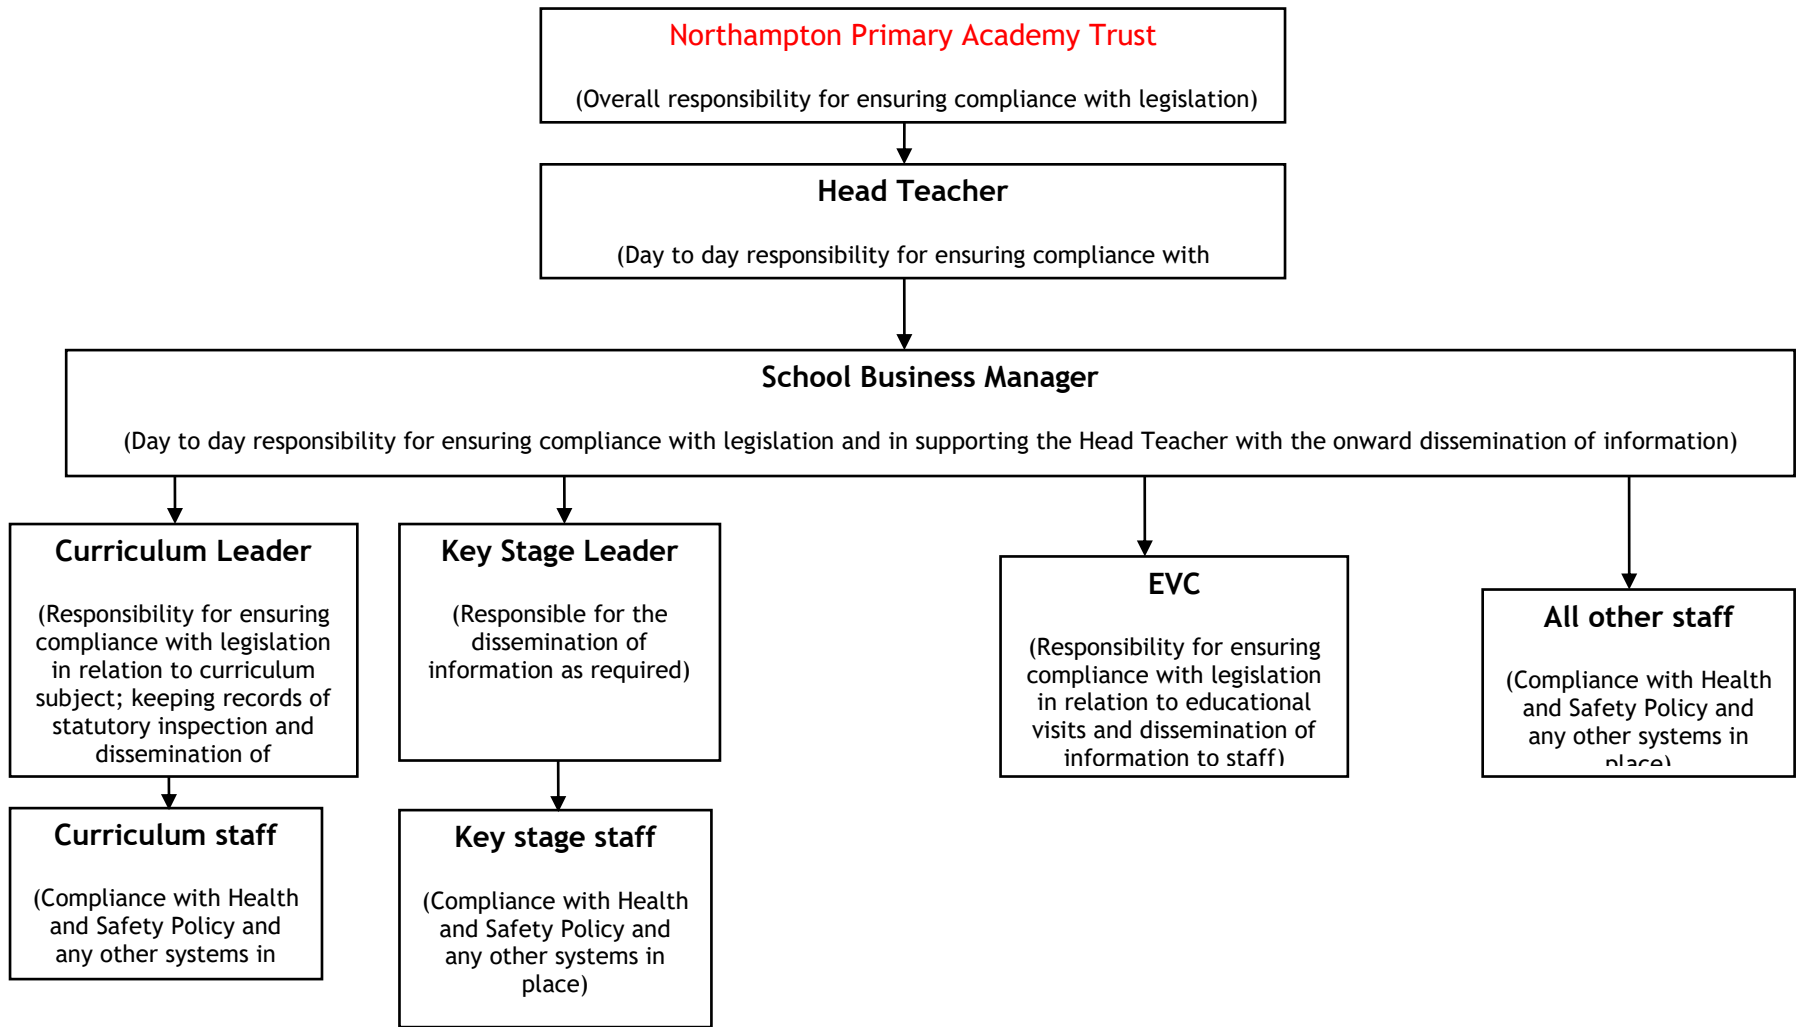 Northampton Primary Academy Trust
(Overall responsibility for ensuring compliance with legislation)
Head Teacher
(Day to day responsibility for ensuring compliance with
School Business Manager
(Day to day responsibility for ensuring compliance with legislation and in supporting the Head Teacher with the onward dissemination of information)
Curriculum Leader
(Responsibility for ensuring
compliance with legislation
in relation to curriculum
subject; keeping records of
statutory inspection and
dissemination of
Key Stage Leader
(Responsible for the
dissemination of
information as required)
EVC
(Responsibility for ensuring
compliance with legislation
in relation to educational
visits and dissemination of
information to staff)
All other staff
(Compliance with Health
and Safety Policy and
any other systems in
place)
Curriculum staff
(Compliance with Health
and Safety Policy and
any other systems in
Key stage staff
(Compliance with Health
and Safety Policy and
any other systems in
place)